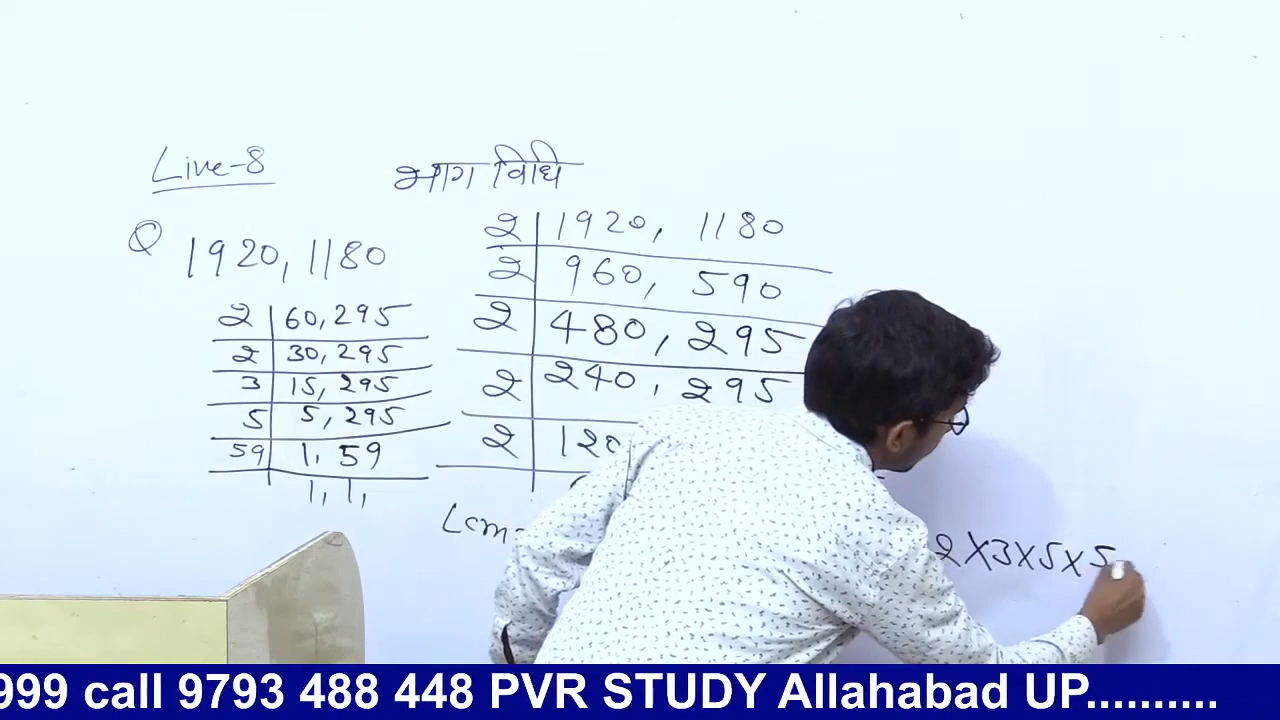 Live-8
भाग विधि
Q 1920, 1180
2 | 60, 295
2 | 30, 295
3 | 15, 295
5 | 5, 295
59 | 1, 59
1, 1,
2 | 1920, 1180
2 | 960, 590
2 | 480, 295
2 | 240, 295
2 | 120
Lcm
2×3×5×5
999 call 9793 488 448 PVR STUDY Allahabad UP..........